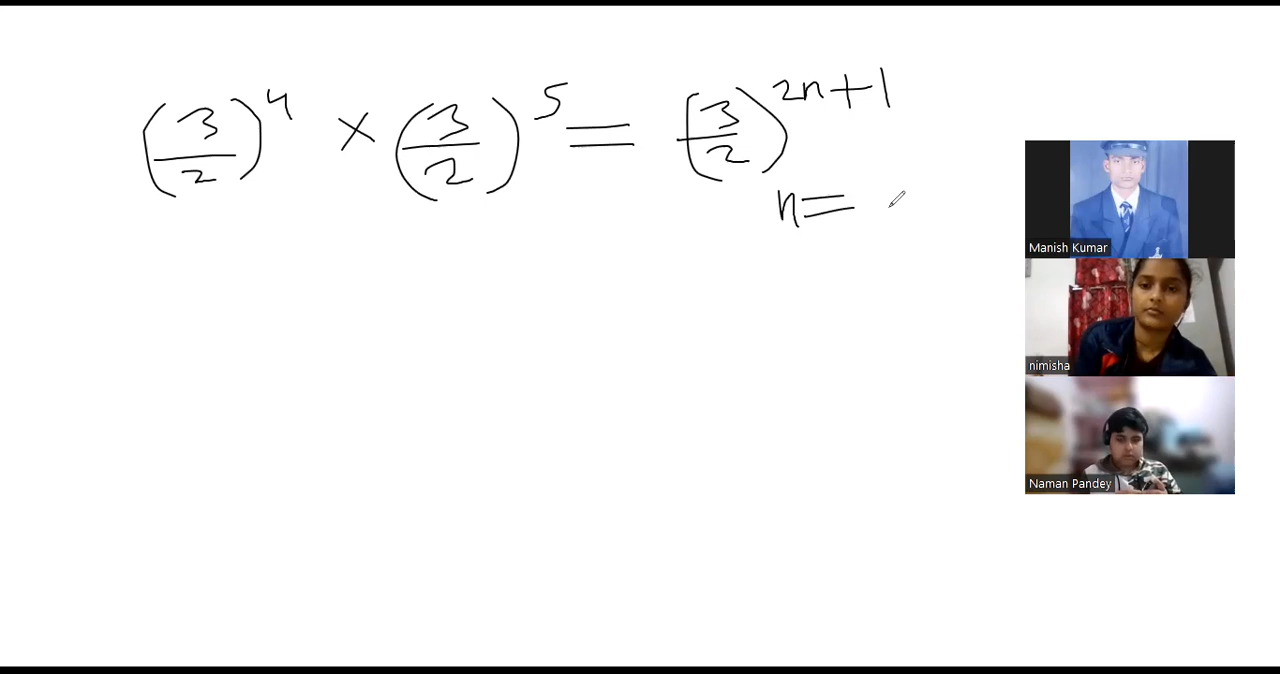 (3/2)^4 × (3/2)^5 = (3/2)^2n+1
n=
Manish Kumar
nimisha
Naman Pandey